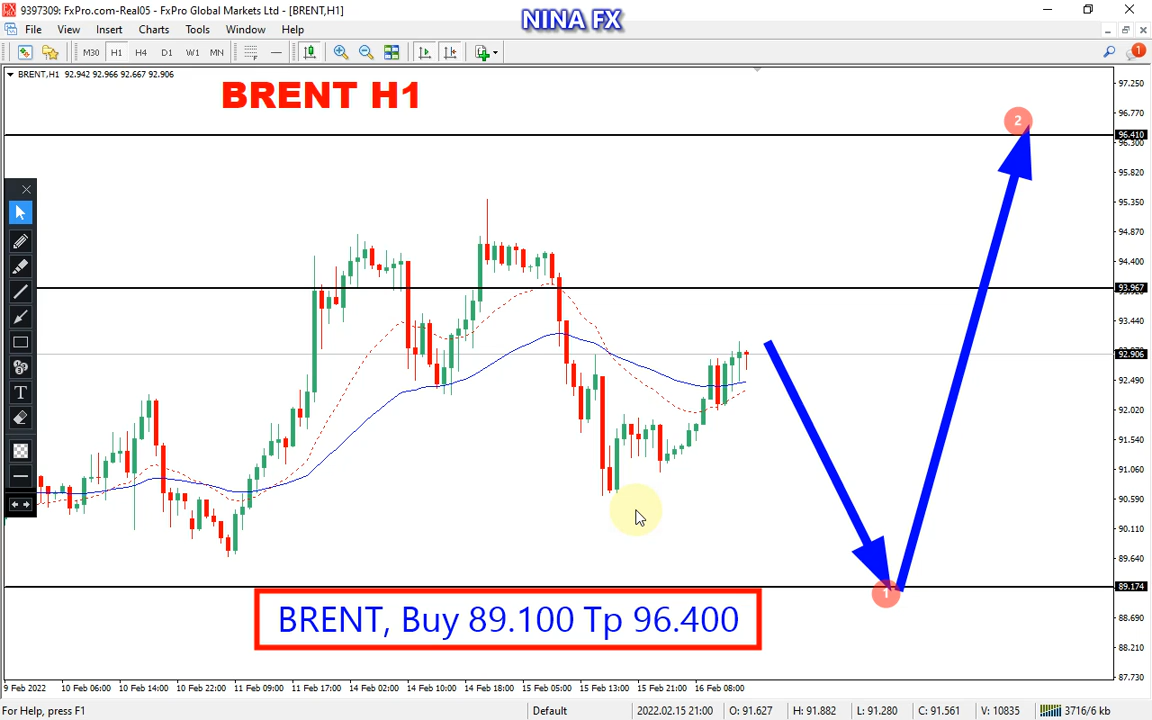 9397309: FxPro.com-Real05 - FxPro Global Markets Ltd - [BRENT,H1]
NINA FX
File View Insert Charts Tools Window Help
M30 H1 H4 D1 W1 MN
1
BRENT,H1 92.942 92.966 92.667 92.906
BRENT H1
97.250
96.770
2
96.410
96.300
95.820
95.350
94.870
94.400
93.967
93.440
92.906
92.490
T
92.020
91.540
91.060
90.590
90.110
89.640
89.174
1
BRENT, Buy 89.100 Tp 96.400
88.690
88.210
87.730
9 Feb 2022 10 Feb 06:00 10 Feb 14:00 10 Feb 22:00 11 Feb 09:00 11 Feb 17:00 14 Feb 02:00 14 Feb 10:00 14 Feb 18:00 15 Feb 05:00 15 Feb 13:00 15 Feb 21:00 16 Feb 08:00
For Help, press F1 Default 2022.02.15 21:00 O: 91.627 H: 91.882 L: 91.280 C: 91.561 V: 10835 3716/6 kb